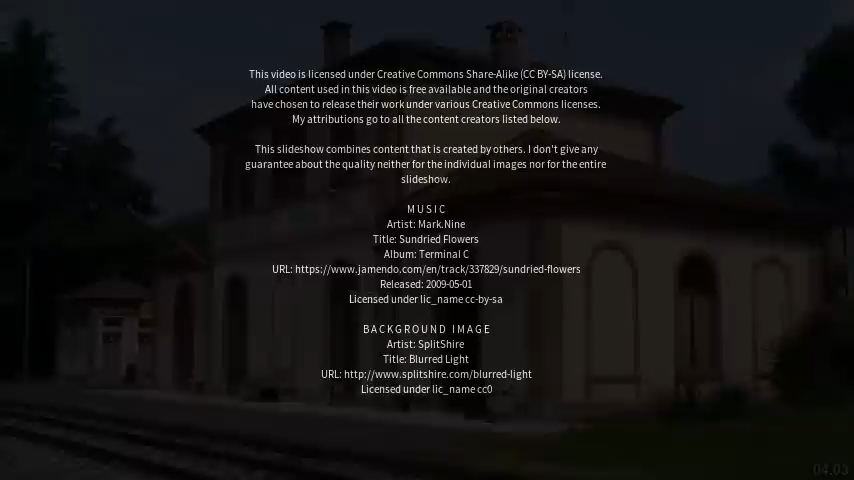 This video is licensed under Creative Commons Share-Alike (CC BY-SA) license.
All content used in this video is free available and the original creators
have chosen to release their work under various Creative Commons licenses.
My attributions go to all the content creators listed below.
This slideshow combines content that is created by others. I don't give any
guarantee about the quality neither for the individual images nor for the entire
slideshow.
MUSIC
Artist: Mark.Nine
Title: Sundried Flowers
Album: Terminal C
URL: https://www.jamendo.com/en/track/337829/sundried-flowers
Released: 2009-05-01
Licensed under lic_name cc-by-sa
BACKGROUND IMAGE
Artist: SplitShire
Title: Blurred Light
URL: http://www.splitshire.com/blurred-light
Licensed under lic_name cc0
04.03